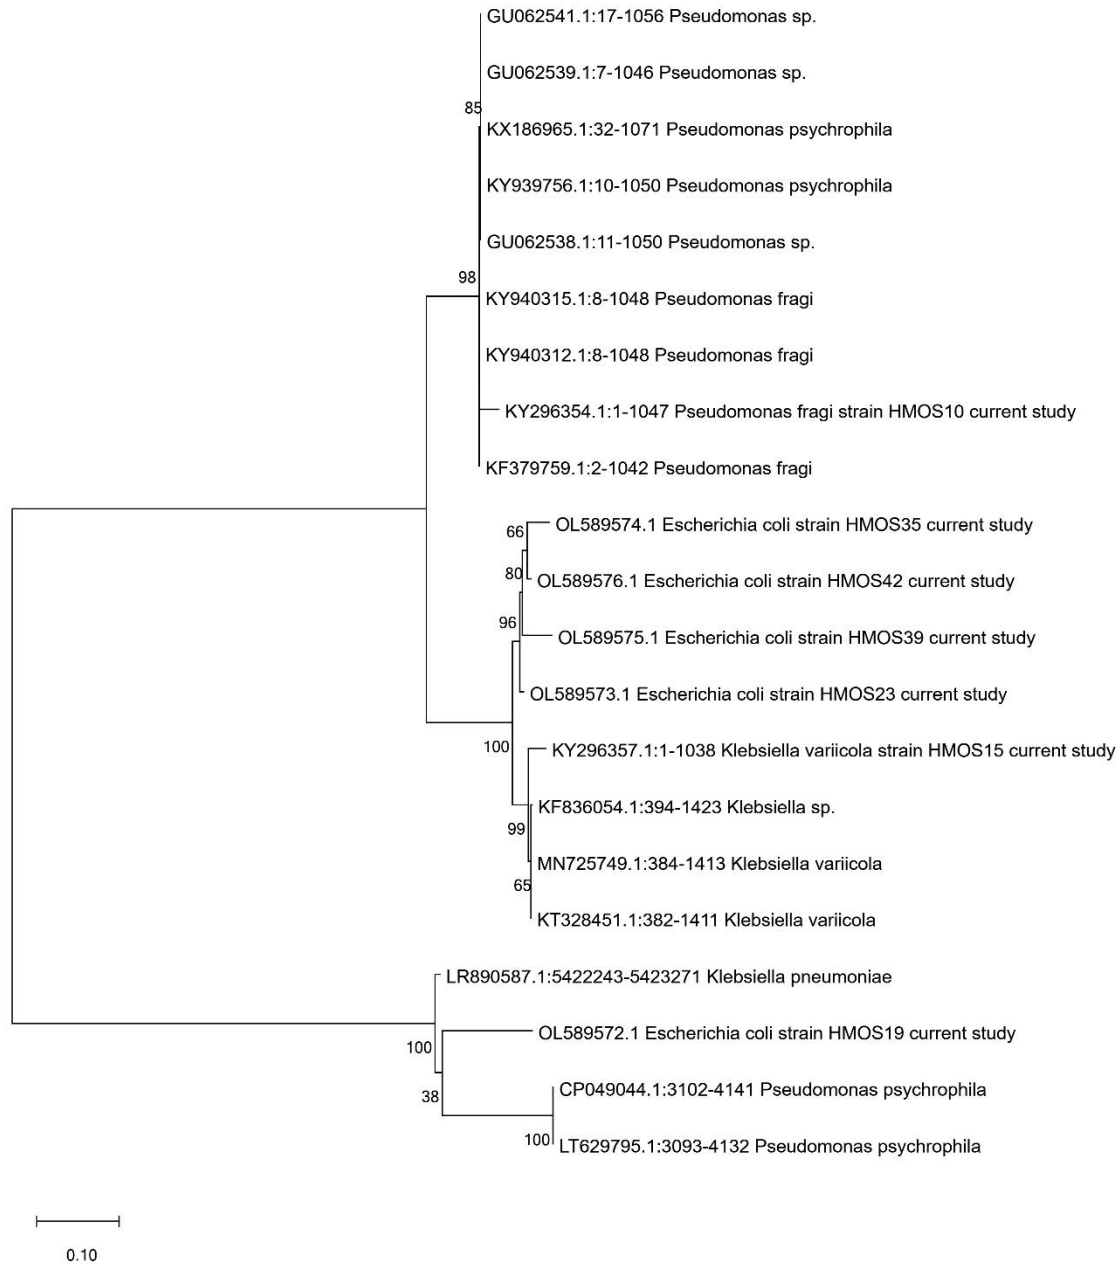 GU062541.1:17-1056 Pseudomonas sp.
GU062539.1:7-1046 Pseudomonas sp.
85
KX186965.1:32-1071 Pseudomonas psychrophila
KY939756.1:10-1050 Pseudomonas psychrophila
GU062538.1:11-1050 Pseudomonas sp.
98
KY940315.1:8-1048 Pseudomonas fragi
KY940312.1:8-1048 Pseudomonas fragi
KY296354.1:1-1047 Pseudomonas fragi strain HMOS10 current study
KF379759.1:2-1042 Pseudomonas fragi
OL589574.1 Escherichia coli strain HMOS35 current study
66
80
OL589576.1 Escherichia coli strain HMOS42 current study
96
OL589575.1 Escherichia coli strain HMOS39 current study
OL589573.1 Escherichia coli strain HMOS23 current study
100
KY296357.1:1-1038 Klebsiella variicola strain HMOS15 current study
KF836054.1:394-1423 Klebsiella sp.
99
MN725749.1:384-1413 Klebsiella variicola
65
KT328451.1:382-1411 Klebsiella variicola
LR890587.1:5422243-5423271 Klebsiella pneumoniae
OL589572.1 Escherichia coli strain HMOS19 current study
100
38
CP049044.1:3102-4141 Pseudomonas psychrophila
100
LT629795.1:3093-4132 Pseudomonas psychrophila
0.10